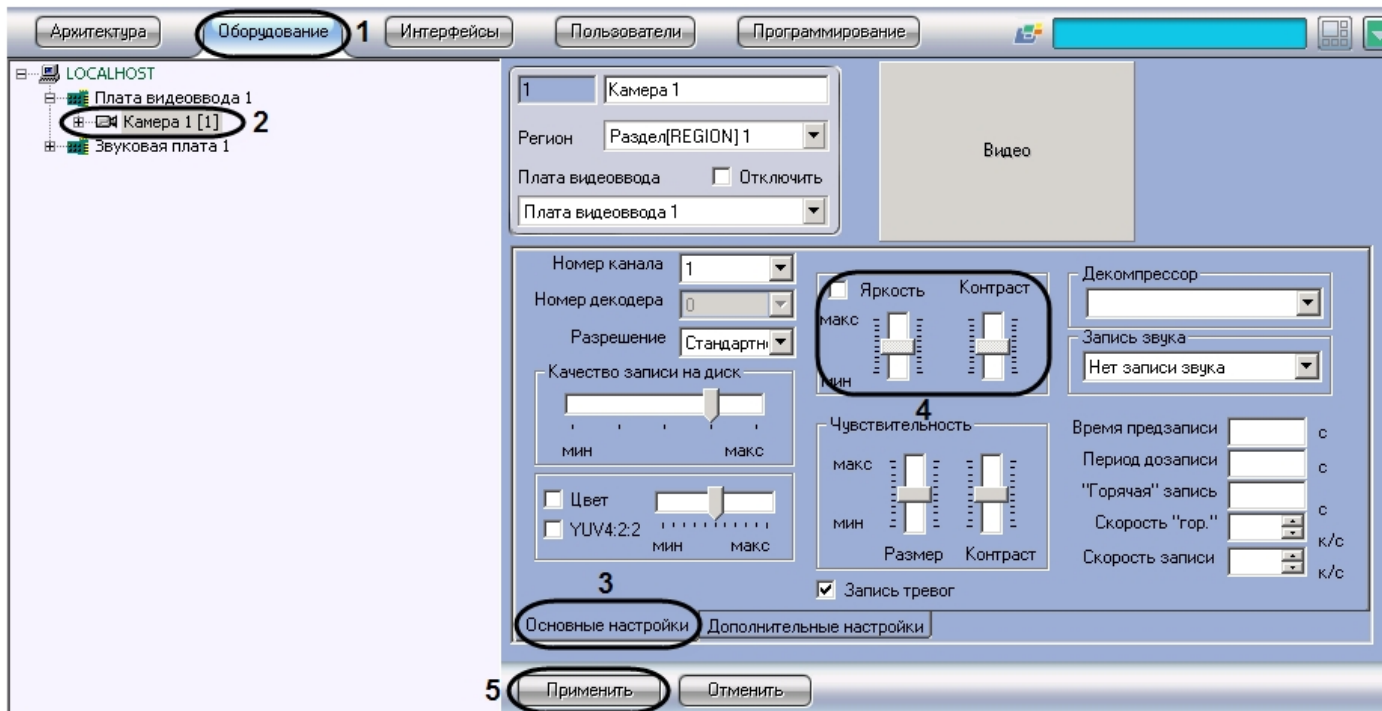 Архитектура Оборудование 1 Интерфейсы Пользователи Программирование
LOCALHOST
Плата видеоввода 1
Камера 1 [1] 2
Звуковая плата 1
1 Камера 1
Регион Раздел[REGION] 1
Плата видеоввода Отключить
Плата видеоввода 1
Видео
Номер канала 1
Номер декодера 0
Разрешение Стандартн
Качество записи на диск
мин макс
Цвет
YUV4:2:2
мин макс
3
Яркость Контраст
макс
мин
4
Чувствительность
макс
мин
Размер Контраст
Запись тревог
Декомпрессор
Запись звука
Нет записи звука
Время предзаписи с
Период дозаписи с
"Горячая" запись с
Скорость "гор." к/с
Скорость записи к/с
Основные настройки Дополнительные настройки
5 Применить Отменить